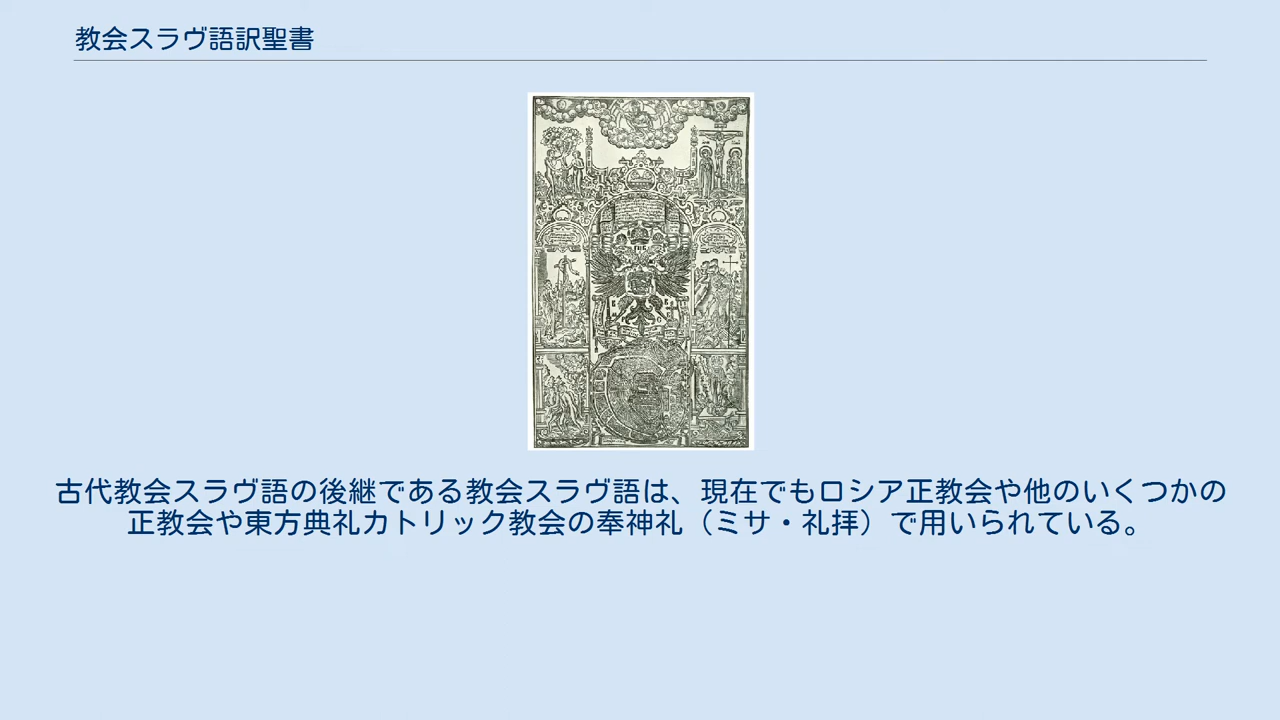 教会スラヴ語訳聖書
古代教会スラヴ語の後継である教会スラヴ語は、現在でもロシア正教会や他のいくつかの
正教会や東方典礼カトリック教会の奉神礼（ミサ・礼拝）で用いられている。